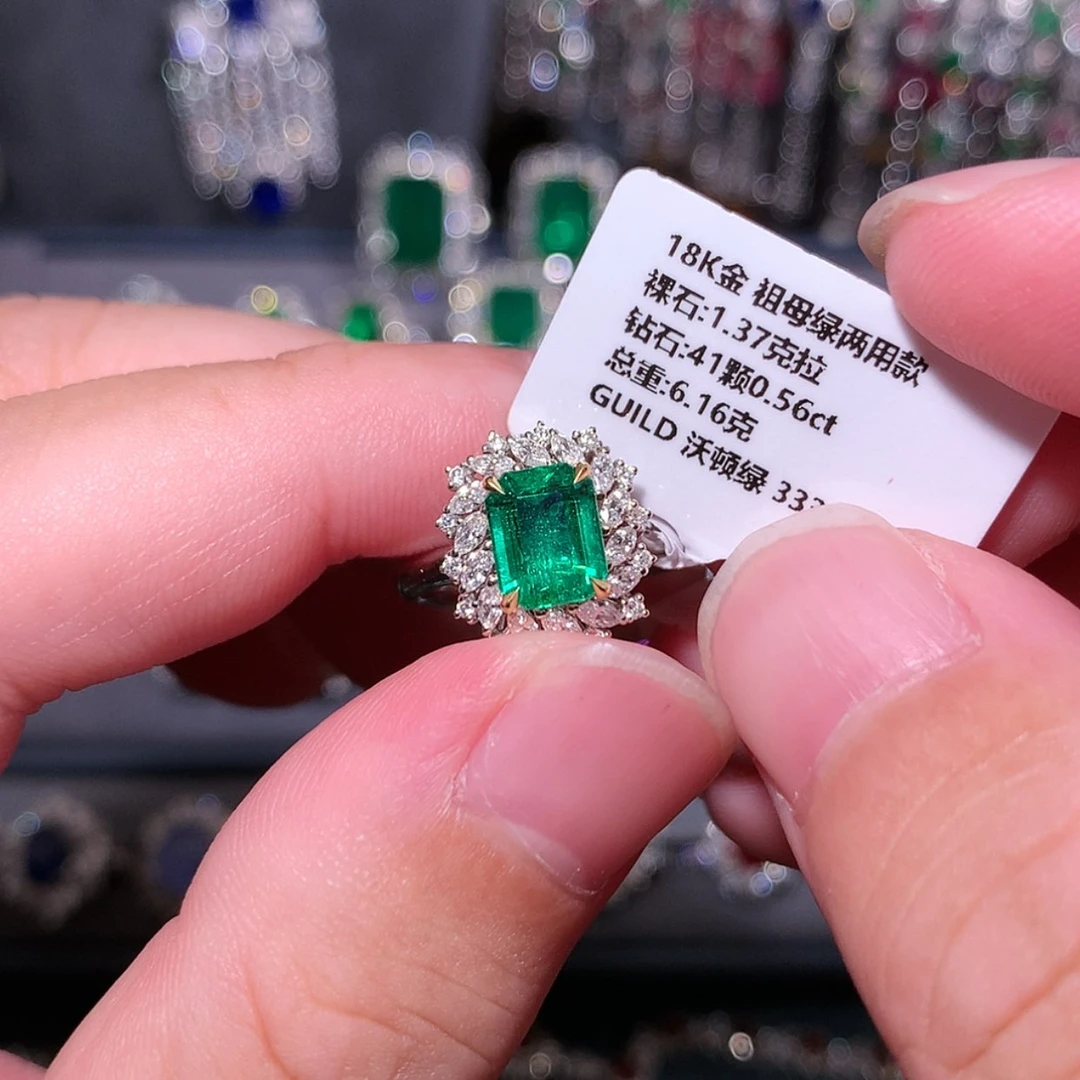 18K金 祖母绿两用款
裸石:1.37克拉
钻石:41颗0.56ct
总重:6.16克
GUILD 沃顿绿